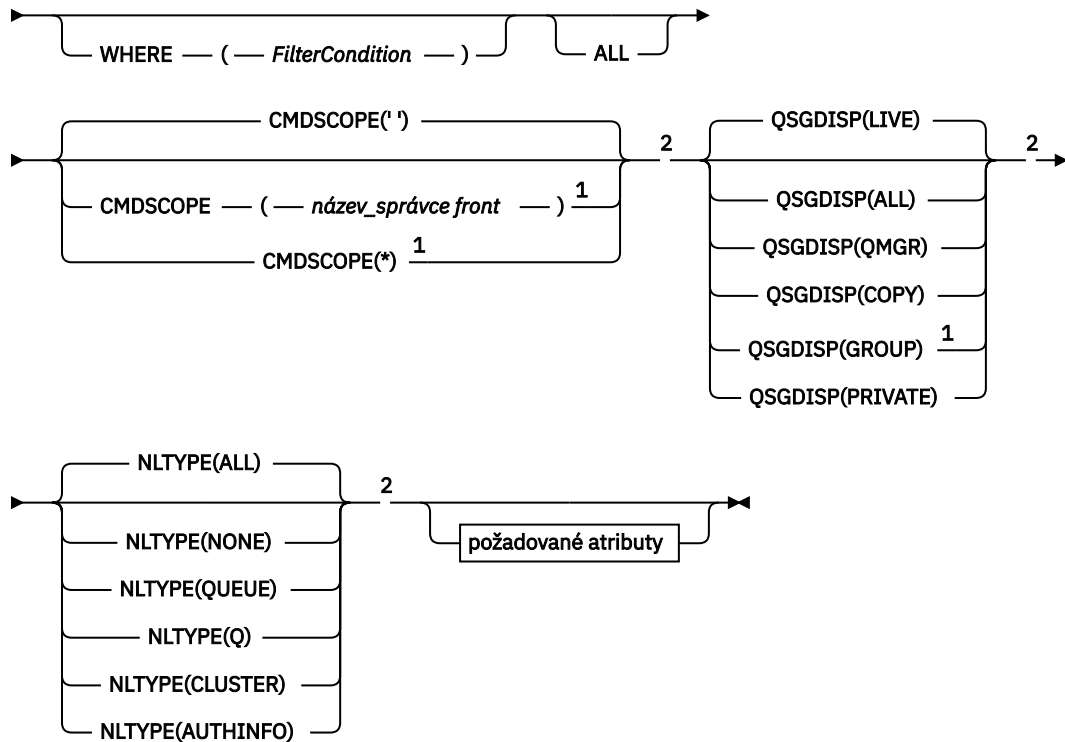 WHERE ( FilterCondition ) ALL
CMDSCOPE(' ')
CMDSCOPE ( název_správce front ) 1
CMDSCOPE(*) 1
2
QSGDISP(LIVE)
QSGDISP(ALL)
QSGDISP(QMGR)
QSGDISP(COPY)
QSGDISP(GROUP) 1
QSGDISP(PRIVATE)
2
NLTYPE(ALL)
NLTYPE(NONE)
NLTYPE(QUEUE)
NLTYPE(Q)
NLTYPE(CLUSTER)
NLTYPE(AUTHINFO)
2
požadované atributy